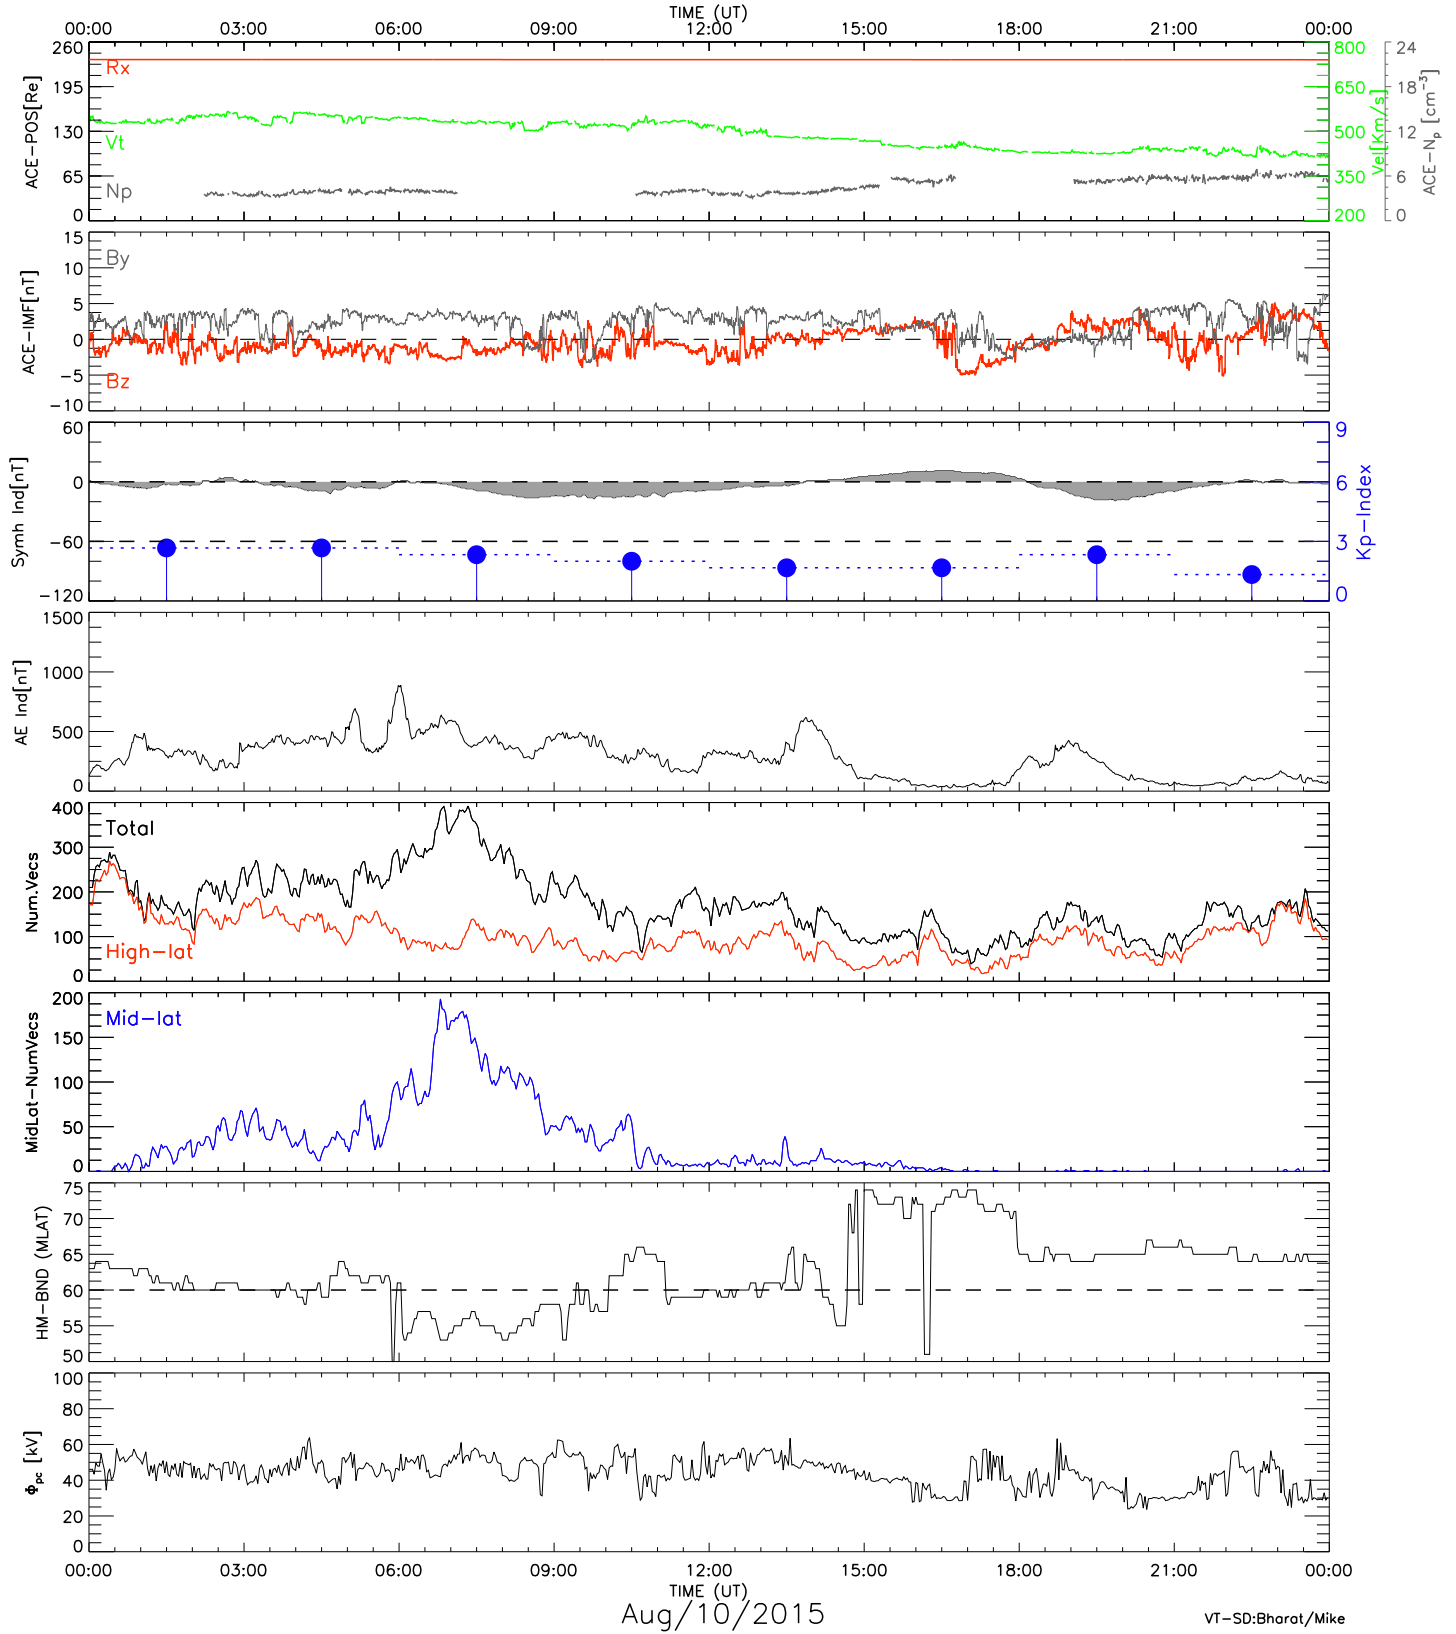 TIME (UT)
00:00 03:00 06:00 09:00 12:00 15:00 18:00 21:00 00:00
260 195 130 65 0
ACE-POS[Re]
Rx
Vt
Np
800 650 500 350 200
Vel[Km/s]
24 18 12 6 0
ACE-Np [cm-3]
15 10 5 0 -5 -10
ACE-IMF[nT]
By
Bz
60 0 -60 -120
Symh Ind[nT]
9 6 3 0
Kp-Index
1500 1000 500 0
AE Ind[nT]
400 300 200 100 0
Num.Vecs
Total
High-lat
200 150 100 50 0
MidLat-NumVecs
Mid-lat
75 70 65 60 55 50
HM-BND (MLAT)
100 80 60 40 20 0
Φpc [kV]
00:00 03:00 06:00 09:00 12:00 15:00 18:00 21:00 00:00
TIME (UT)
Aug/10/2015
VT-SD:Bharat/Mike